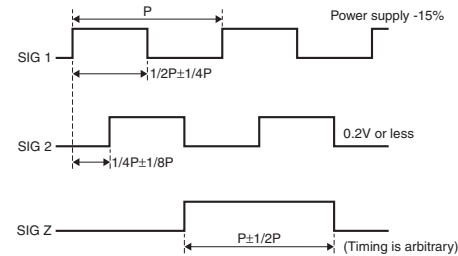 P
Power supply -15%
SIG 1
1/2P±1/4P
SIG 2
0.2V or less
1/4P±1/8P
SIG Z
P±1/2P
(Timing is arbitrary)